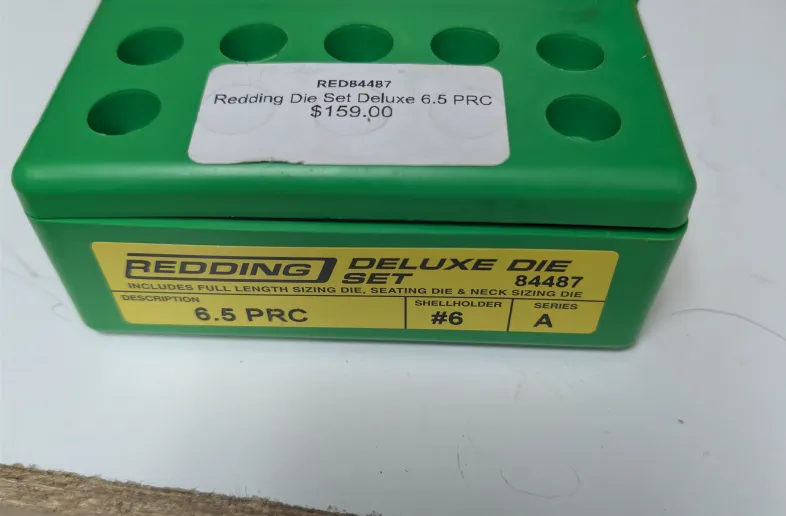 RED84487
Redding Die Set Deluxe 6.5 PRC
$159.00
REDDING DELUXE DIE
SET 84487
INCLUDES FULL LENGTH SIZING DIE, SEATING DIE & NECK SIZING DIE
DESCRIPTION SHELLHOLDER SERIES
6.5 PRC #6 A